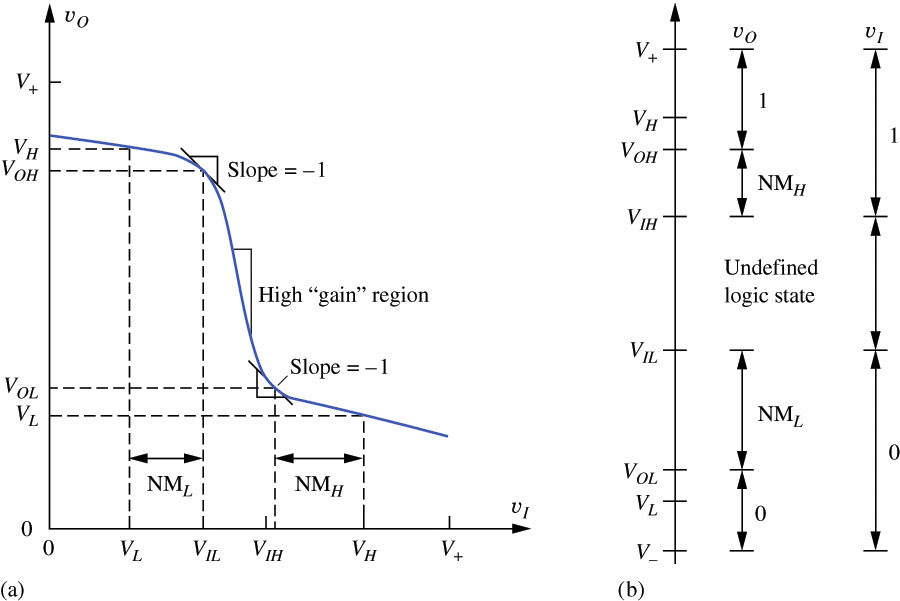 v_O
V_+
V_H
V_OH
Slope = –1
High “gain” region
Slope = –1
V_OL
V_L
NM_L
NM_H
0
v_I
0
V_L
V_IL
V_IH
V_H
V_+
(a)
v_O
v_I
V_+
1
V_H
1
V_OH
NM_H
V_IH
Undefined
logic state
V_IL
NM_L
0
V_OL
V_L
0
V_–
(b)